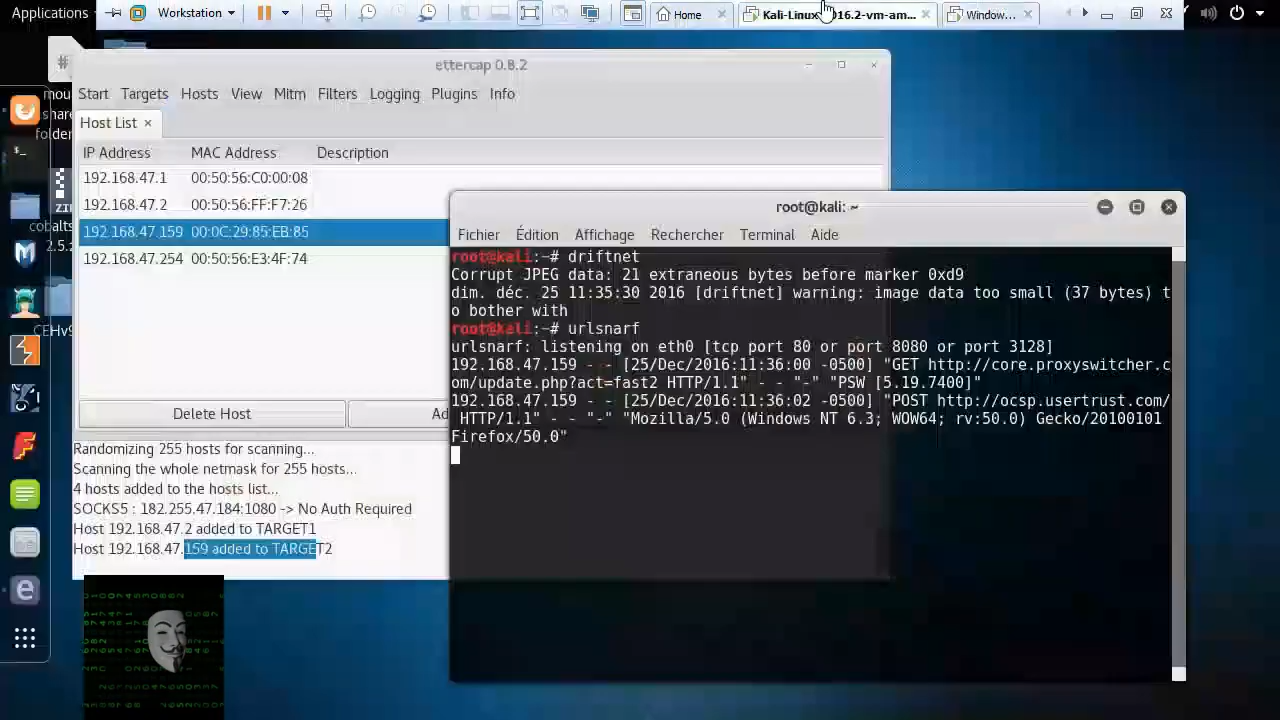 Applications
Workstation
Home
Kali-Linux-2016.2-vm-am...
Window...
ettercap 0.8.2
Start Targets Hosts View Mitm Filters Logging Plugins Info
Host List ×
IP Address MAC Address Description
192.168.47.1 00:50:56:C0:00:08
192.168.47.2 00:50:56:FF:F7:26
192.168.47.159 00:0C:29:85:EB:85
192.168.47.254 00:50:56:E3:4F:74
Delete Host
Ad
Randomizing 255 hosts for scanning...
Scanning the whole netmask for 255 hosts...
4 hosts added to the hosts list...
SOCKS5 : 182.255.47.184:1080 -> No Auth Required
Host 192.168.47.2 added to TARGET1
Host 192.168.47.159 added to TARGET2
mou
share
folder
ZIP
cobalts
2.5.
CEHv9
root@kali: ~
Fichier Édition Affichage Rechercher Terminal Aide
root@kali:~# driftnet
Corrupt JPEG data: 21 extraneous bytes before marker 0xd9
dim. déc. 25 11:35:30 2016 [driftnet] warning: image data too small (37 bytes) t
o bother with
root@kali:~# urlsnarf
urlsnarf: listening on eth0 [tcp port 80 or port 8080 or port 3128]
192.168.47.159 - - [25/Dec/2016:11:36:00 -0500] "GET http://core.proxyswitcher.c
om/update.php?act=fast2 HTTP/1.1" - - "-" "PSW [5.19.7400]"
192.168.47.159 - - [25/Dec/2016:11:36:02 -0500] "POST http://ocsp.usertrust.com/
HTTP/1.1" - - "-" "Mozilla/5.0 (Windows NT 6.3; WOW64; rv:50.0) Gecko/20100101
Firefox/50.0"